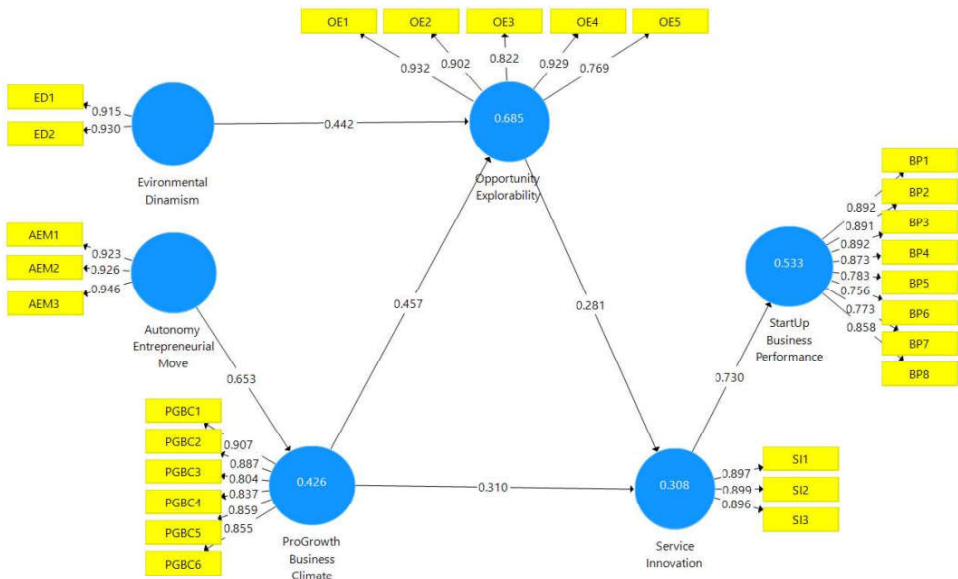 OE1 OE2 OE3 OE4 OE5
0.932 0.902 0.822 0.929 0.769
0.685
Opportunity
Explorability
ED1
ED2
0.915
0.930
0.442
Evironmental
Dinamism
AEM1
AEM2
AEM3
0.923
0.926
0.946
Autonomy
Entrepreneurial
Move
0.653
0.457
0.281
BP1
BP2
BP3
BP4
BP5
BP6
BP7
BP8
0.892
0.891
0.892
0.873
0.783
0.756
0.773
0.858
0.533
StartUp
Business
Performance
0.730
PGBC1
PGBC2
PGBC3
PGBC4
PGBC5
PGBC6
0.907
0.887
0.804
0.837
0.859
0.855
0.426
ProGrowth
Business
Climate
0.310
0.308
Service
Innovation
0.897
0.899
0.896
SI1
SI2
SI3